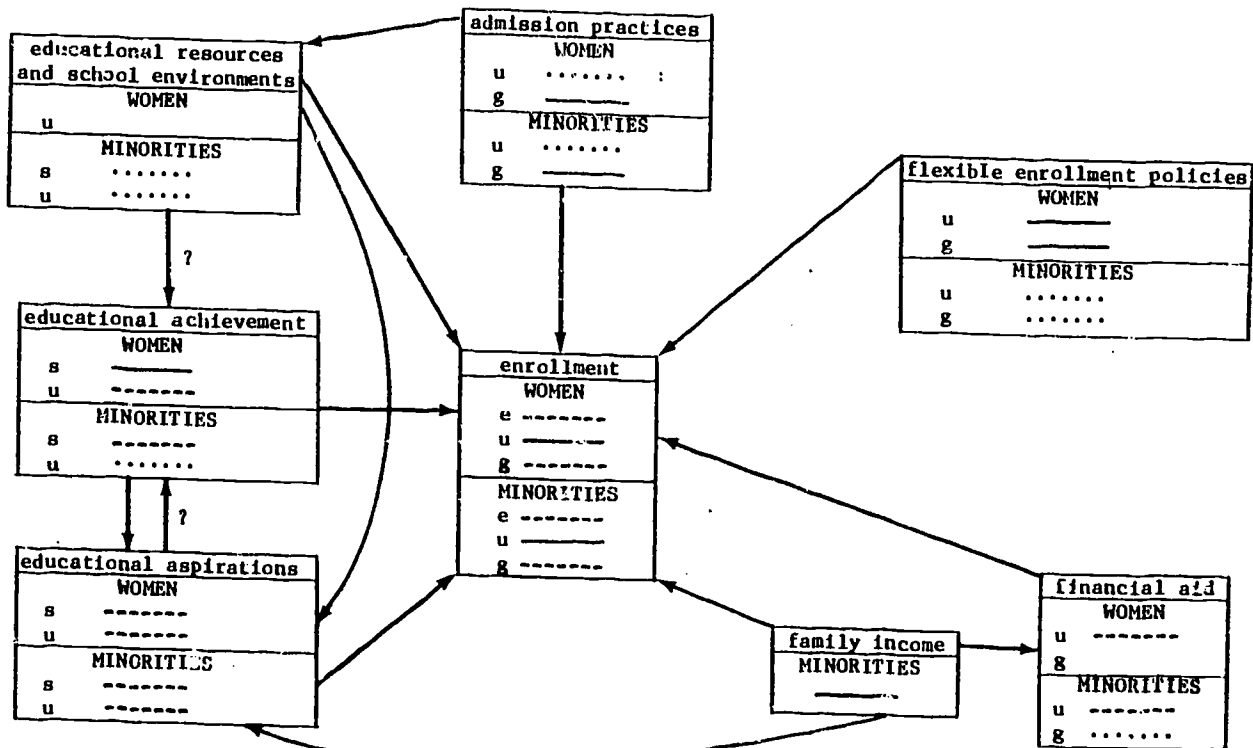 admission practices
WOMEN
u ....... :
g ———
MINORITIES
u .......
g ———
educational resources
and school environments
WOMEN
u
MINORITIES
s .......
u .......
flexible enrollment policies
WOMEN
u ———
g ———
MINORITIES
u .......
g .......
?
educational achievement
WOMEN
s ———
u -------
MINORITIES
s -------
u .......
enrollment
WOMEN
e -------
u ———
g -------
MINORITIES
e -------
u ———
g -------
?
educational aspirations
WOMEN
s -------
u -------
MINORITIES
s -------
u -------
family income
MINORITIES
———
financial aid
WOMEN
u -------
g
MINORITIES
u -------
g .......